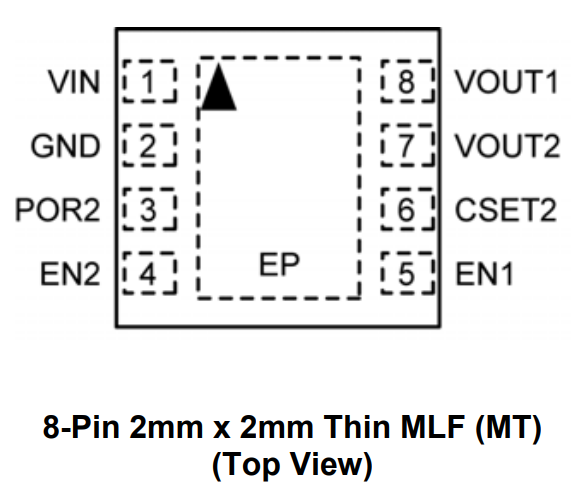 VIN 1 8 VOUT1
GND 2 7 VOUT2
POR2 3 6 CSET2
EN2 4 EP 5 EN1
8-Pin 2mm x 2mm Thin MLF (MT)
(Top View)